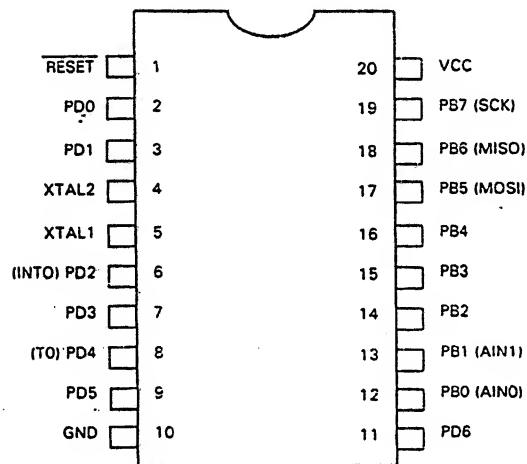 RESET 1 20 VCC
PD0 2 19 PB7 (SCK)
PD1 3 18 PB6 (MISO)
XTAL2 4 17 PB5 (MOSI)
XTAL1 5 16 PB4
(INTO) PD2 6 15 PB3
PD3 7 14 PB2
(T0) PD4 8 13 PB1 (AIN1)
PD5 9 12 PB0 (AIN0)
GND 10 11 PD6